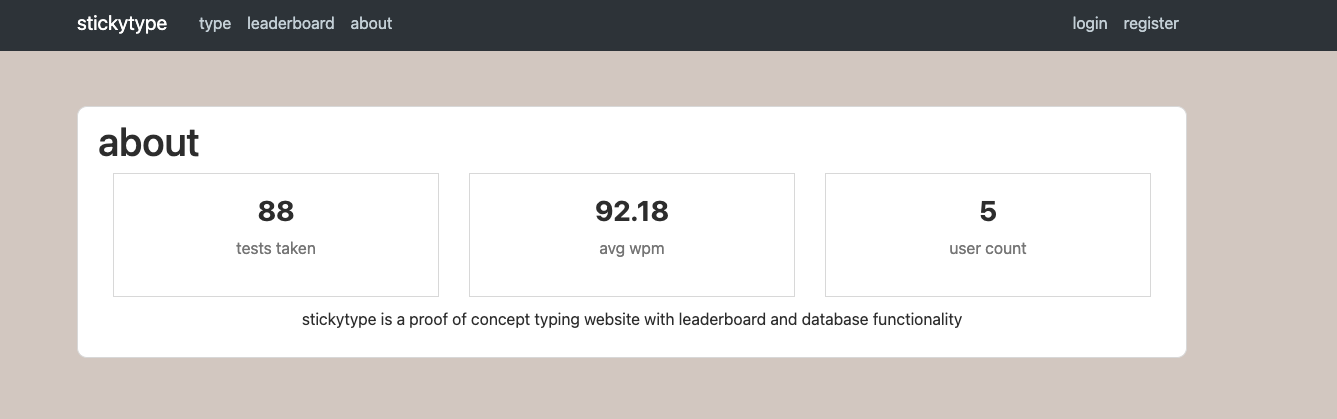 stickytype type leaderboard about login register
about
88 92.18 5
tests taken avg wpm user count
stickytype is a proof of concept typing website with leaderboard and database functionality